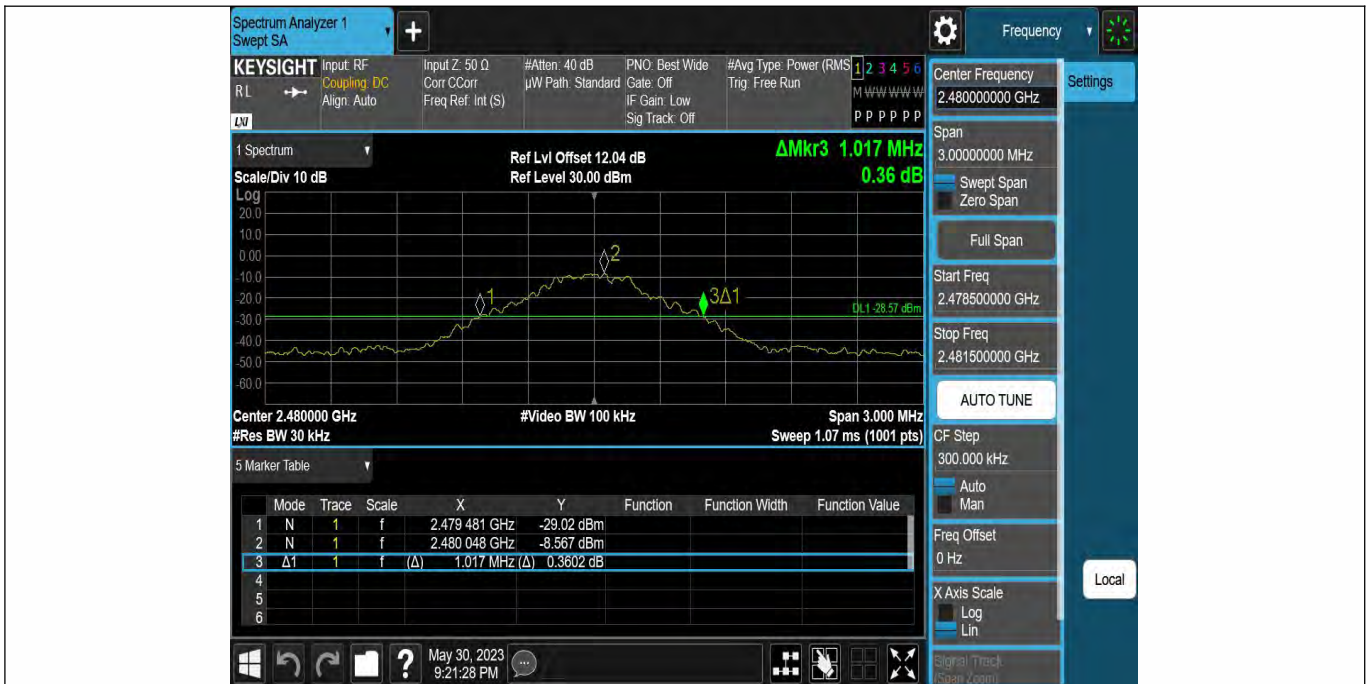 Spectrum Analyzer 1
Swept SA
+
Frequency
KEYSIGHT
RL
LXI
Input: RF
Coupling: DC
Align: Auto
Input Z: 50 Ω
Corr CCorr
Freq Ref: Int (S)
#Atten: 40 dB
µW Path: Standard
PNO: Best Wide
Gate: Off
IF Gain: Low
Sig Track: Off
#Avg Type: Power (RMS
Trig: Free Run
1 2 3 4 5 6
M W W W W W
P P P P P P
1 Spectrum
Scale/Div 10 dB
Ref Lvl Offset 12.04 dB
Ref Level 30.00 dBm
ΔMkr3 1.017 MHz
0.36 dB
Log
20.0
10.0
0.00
-10.0
-20.0
-30.0
-40.0
-50.0
-60.0
1
2
3Δ1
DL1 -28.57 dBm
Center 2.480000 GHz
#Video BW 100 kHz
Span 3.000 MHz
#Res BW 30 kHz
Sweep 1.07 ms (1001 pts)
5 Marker Table
Mode Trace Scale X Y Function Function Width Function Value
1 N 1 f 2.479 481 GHz -29.02 dBm
2 N 1 f 2.480 048 GHz -8.567 dBm
3 Δ1 1 f (Δ) 1.017 MHz (Δ) 0.3602 dB
4
5
6
May 30, 2023
9:21:28 PM
?
Center Frequency
2.480000000 GHz
Settings
Span
3.00000000 MHz
Swept Span
Zero Span
Full Span
Start Freq
2.478500000 GHz
Stop Freq
2.481500000 GHz
AUTO TUNE
CF Step
300.000 kHz
Auto
Man
Freq Offset
0 Hz
X Axis Scale
Log
Lin
Local
Signal Track
(Span Zoom)